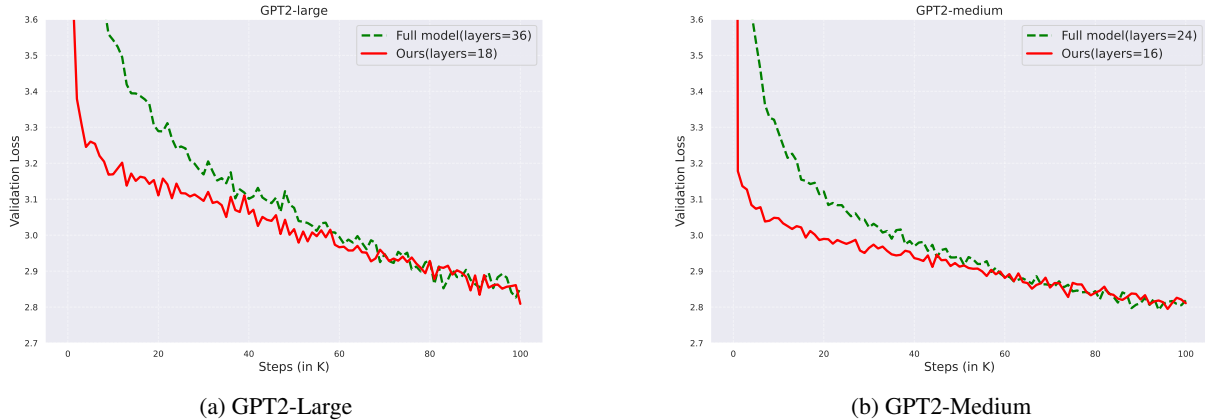 GPT2-large
Full model(layers=36)
Ours(layers=18)
Validation Loss
3.6
3.5
3.4
3.3
3.2
3.1
3.0
2.9
2.8
2.7
0 20 40 60 80 100
Steps (in K)
(a) GPT2-Large
GPT2-medium
Full model(layers=24)
Ours(layers=16)
Validation Loss
3.6
3.5
3.4
3.3
3.2
3.1
3.0
2.9
2.8
2.7
0 20 40 60 80 100
Steps (in K)
(b) GPT2-Medium